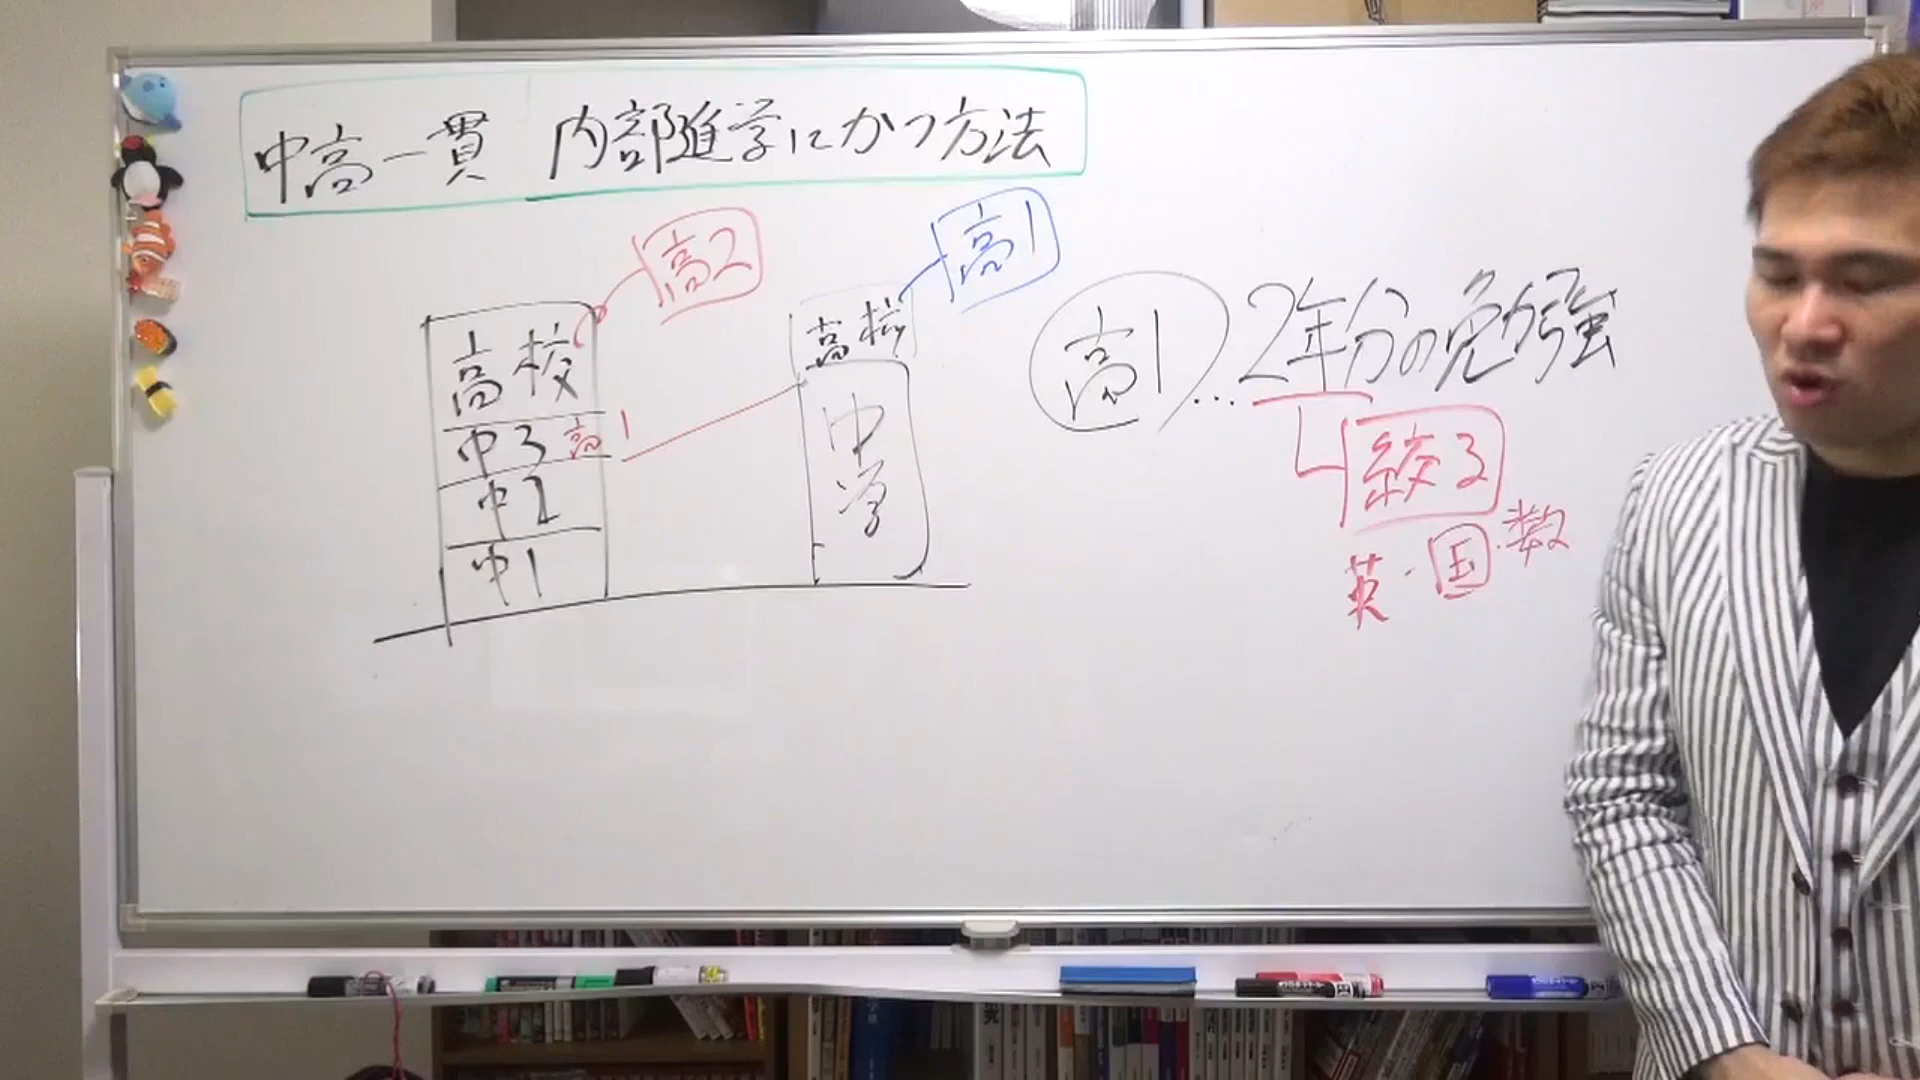 中高一貫 内部進学にかつ方法
高2
高1
高校
中3 高1
中2
中1
高校
中学
高1 … 2年分の勉強
絞る
英・国・数